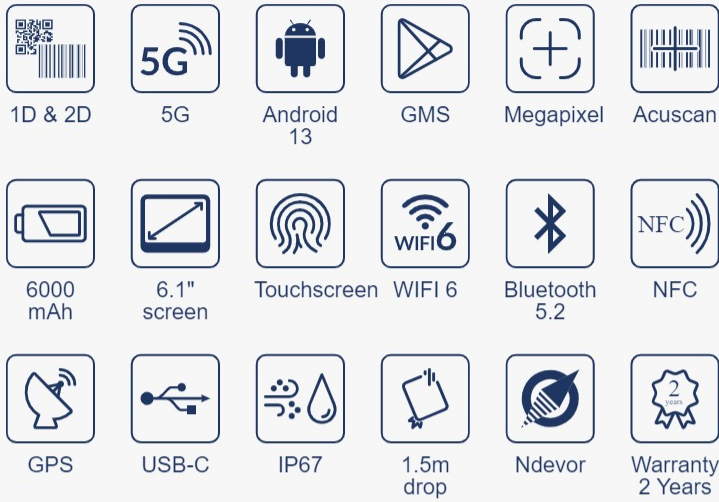 5G
1D & 2D
5G
Android
13
GMS
Megapixel
Acuscan
WIFI6
NFC
6000
mAh
6.1"
screen
Touchscreen
WIFI 6
Bluetooth
5.2
NFC
2
years
GPS
USB-C
IP67
1.5m
drop
Ndevor
Warranty
2 Years